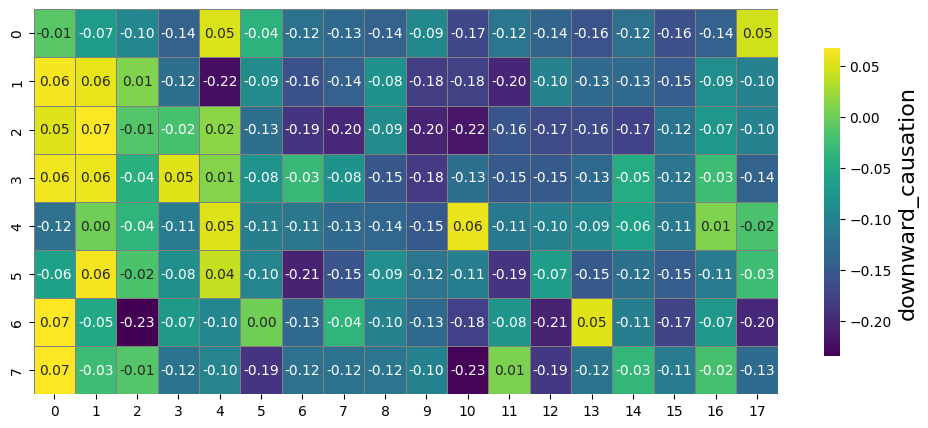 0 -0.01 -0.07 -0.10 -0.14 0.05 -0.04 -0.12 -0.13 -0.14 -0.09 -0.17 -0.12 -0.14 -0.16 -0.12 -0.16 -0.14 0.05
1 0.06 0.06 0.01 -0.12 -0.22 -0.09 -0.16 -0.14 -0.08 -0.18 -0.18 -0.20 -0.10 -0.13 -0.13 -0.15 -0.09 -0.10
2 0.05 0.07 -0.01 -0.02 0.02 -0.13 -0.19 -0.20 -0.09 -0.20 -0.22 -0.16 -0.17 -0.16 -0.17 -0.12 -0.07 -0.10
3 0.06 0.06 -0.04 0.05 0.01 -0.08 -0.03 -0.08 -0.15 -0.18 -0.13 -0.15 -0.15 -0.13 -0.05 -0.12 -0.03 -0.14
4 -0.12 0.00 -0.04 -0.11 0.05 -0.11 -0.11 -0.13 -0.14 -0.15 0.06 -0.11 -0.10 -0.09 -0.06 -0.11 0.01 -0.02
5 -0.06 0.06 -0.02 -0.08 0.04 -0.10 -0.21 -0.15 -0.09 -0.12 -0.11 -0.19 -0.07 -0.15 -0.12 -0.15 -0.11 -0.03
6 0.07 -0.05 -0.23 -0.07 -0.10 0.00 -0.13 -0.04 -0.10 -0.13 -0.18 -0.08 -0.21 0.05 -0.11 -0.17 -0.07 -0.20
7 0.07 -0.03 -0.01 -0.12 -0.10 -0.19 -0.12 -0.12 -0.12 -0.10 -0.23 0.01 -0.19 -0.12 -0.03 -0.11 -0.02 -0.13
0 1 2 3 4 5 6 7 8 9 10 11 12 13 14 15 16 17
0.05
0.00
−0.05
−0.10
−0.15
−0.20
downward_causation